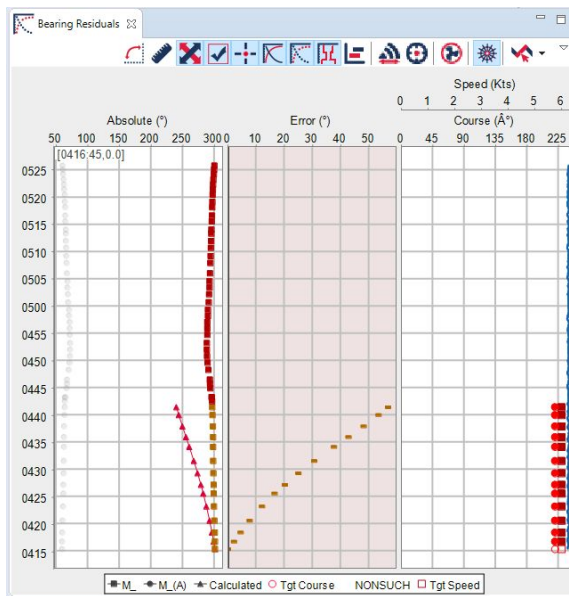 Bearing Residuals
Speed (Kts)
0 1 2 3 4 5 6
Absolute (°) Error (°) Course (Â°)
50 100 150 200 250 300 0 10 20 30 40 50 0 45 90 135 180 225
[0416:45,0.0]
0525
0520
0515
0510
0505
0500
0455
0450
0445
0440
0435
0430
0425
0420
0415
M_ M_(A) Calculated Tgt Course NONSUCH Tgt Speed